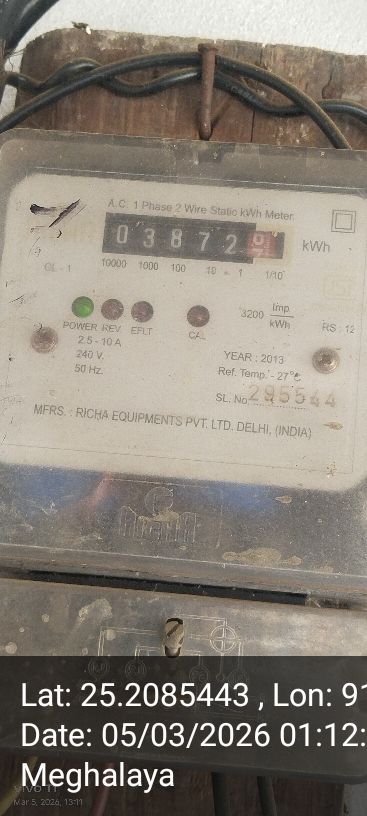 A.C. 1 Phase 2 Wire Static kWh Meter
0 3 8 7 2
kWh
CL - 1
10000 1000 100 10 1 1/10
POWER REV EFLT CAL
3200 imp/kWh
RS : 12
2.5 - 10 A
240 V.
50 Hz.
YEAR : 2013
Ref. Temp. - 27°C
SL. No. 295544
MFRS. : RICHA EQUIPMENTS PVT. LTD. DELHI, (INDIA)
RICHA
Lat: 25.2085443 , Lon: 91
Date: 05/03/2026 01:12:
Meghalaya
Mar 5, 2026, 13:11